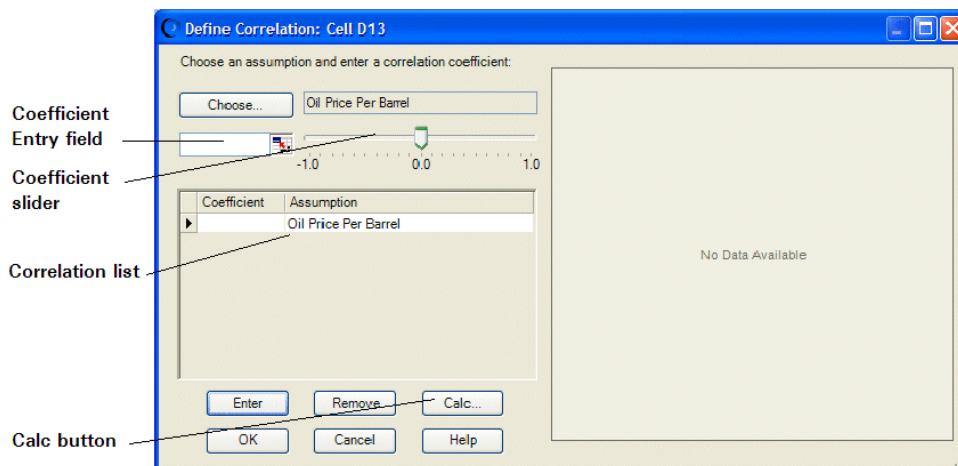 Define Correlation: Cell D13
Choose an assumption and enter a correlation coefficient:
Choose...
Oil Price Per Barrel
Coefficient
Entry field
-1.0
0.0
1.0
Coefficient
slider
Coefficient
Assumption
Oil Price Per Barrel
No Data Available
Correlation list
Enter
Remove
Calc...
Calc button
OK
Cancel
Help